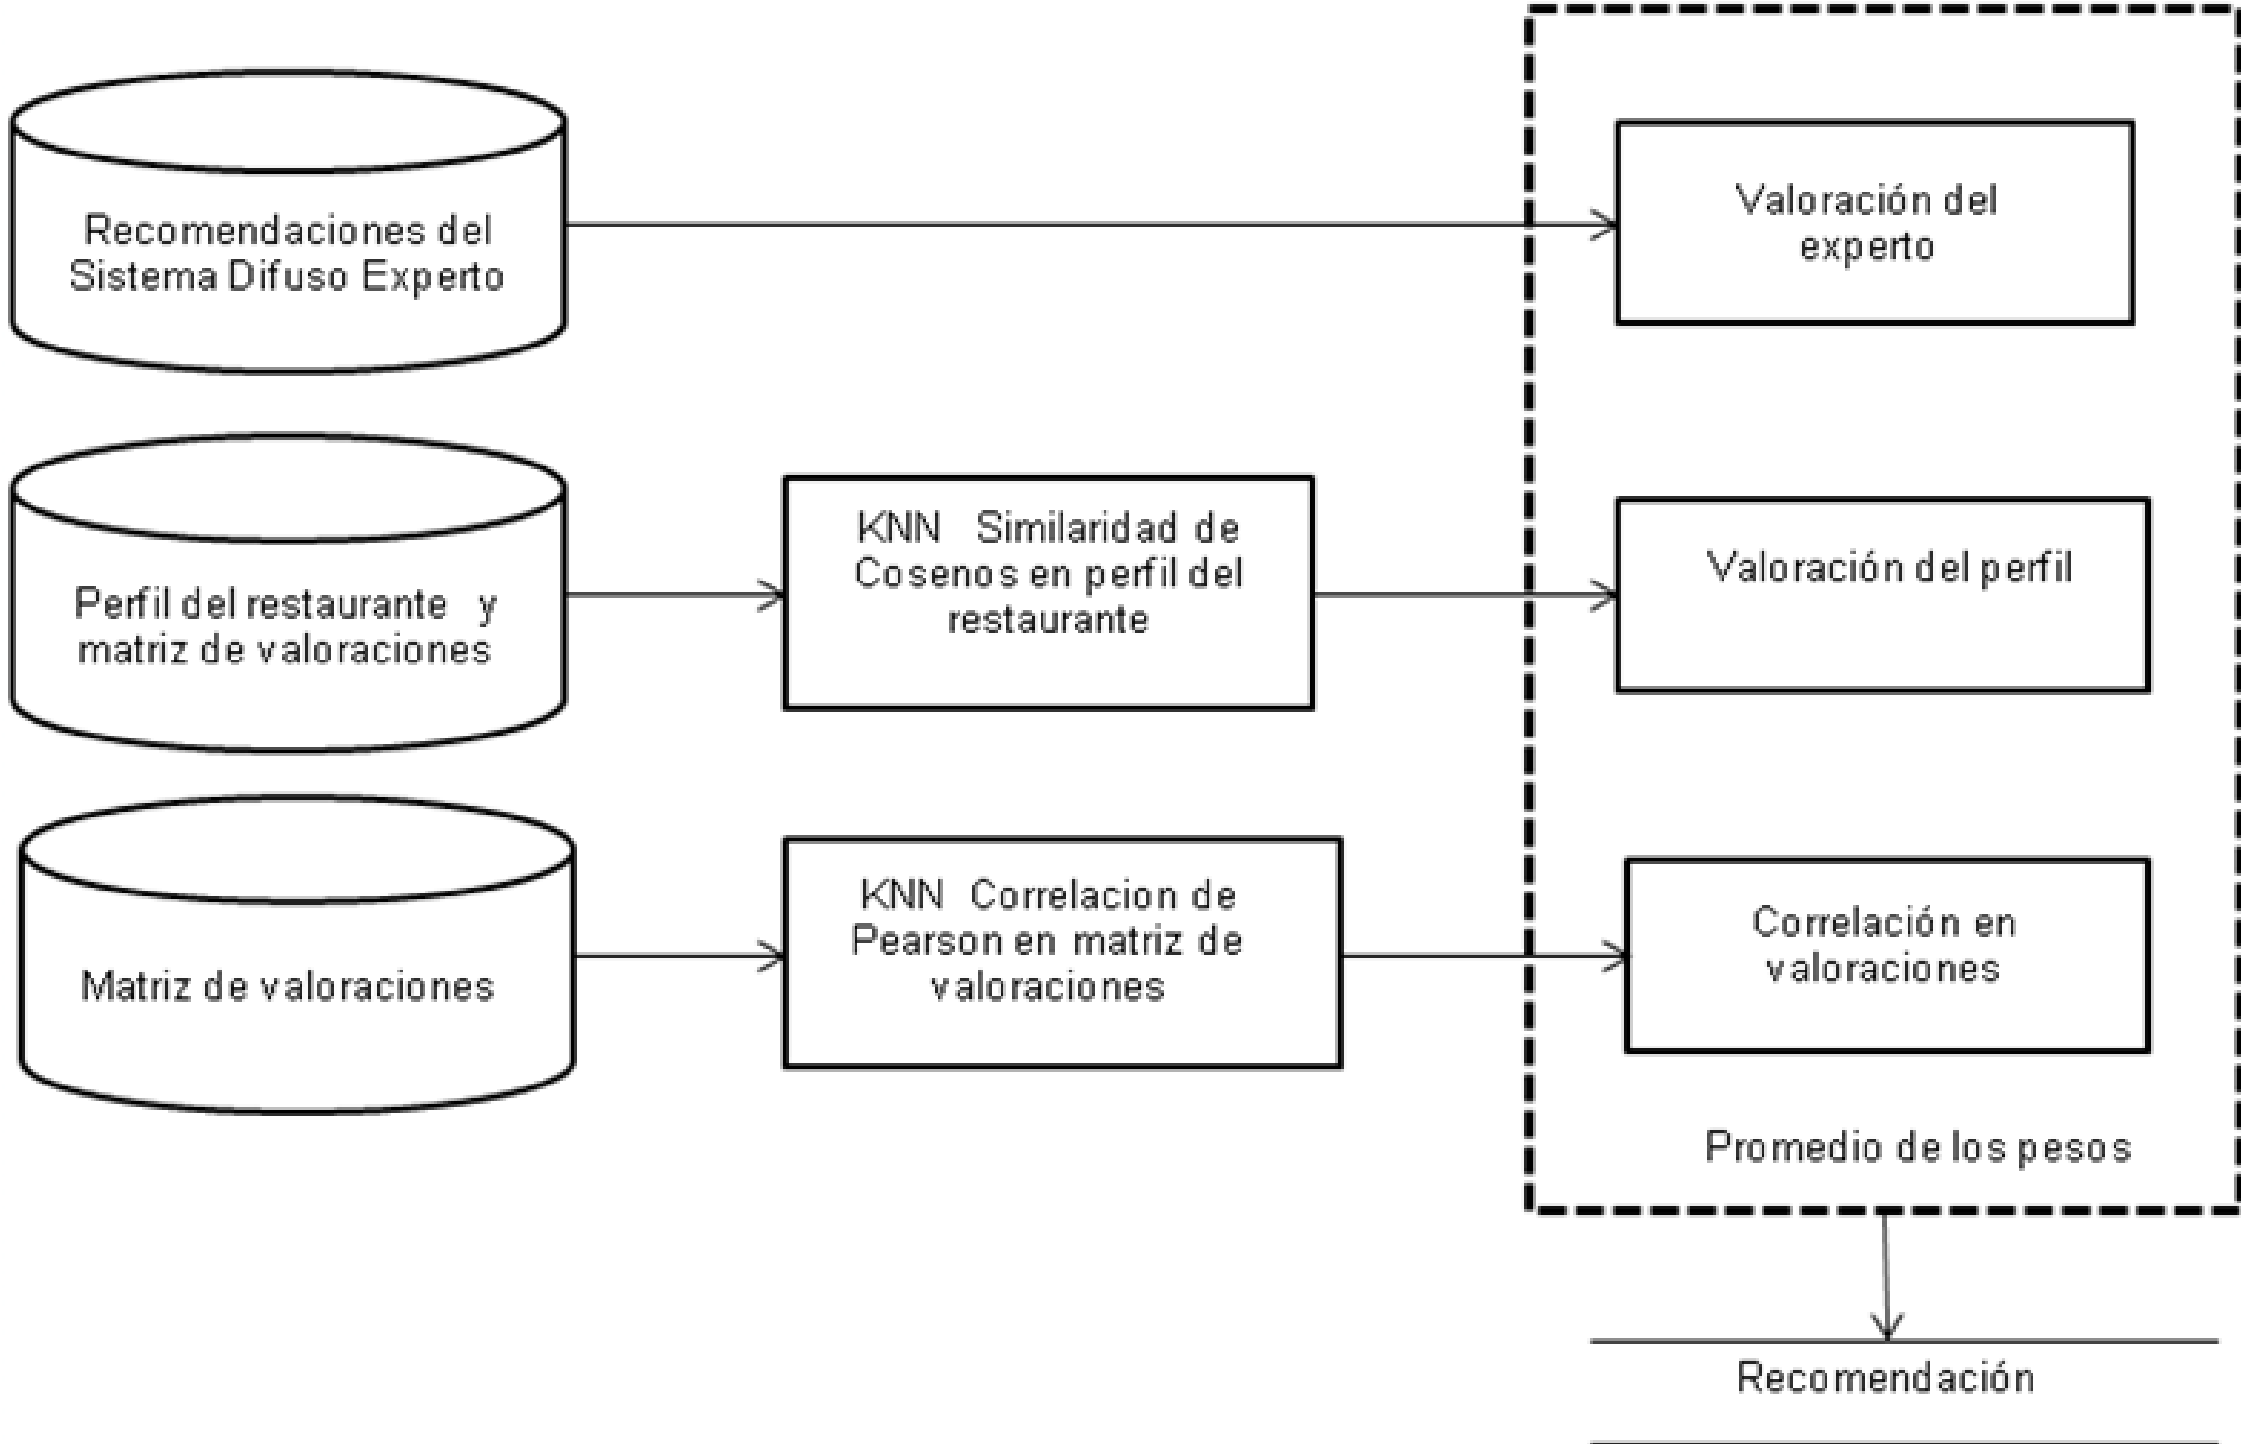 Recomendaciones del
Sistema Difuso Experto
Valoración del
experto
Perfil del restaurante y
matriz de valoraciones
KNN Similaridad de
Cosenos en perfil del
restaurante
Valoración del perfil
Matriz de valoraciones
KNN Correlacion de
Pearson en matriz de
valoraciones
Correlación en
valoraciones
Promedio de los pesos
Recomendación